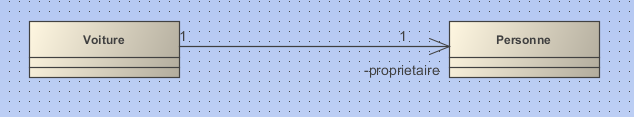 Voiture
1
1
Personne
-proprietaire